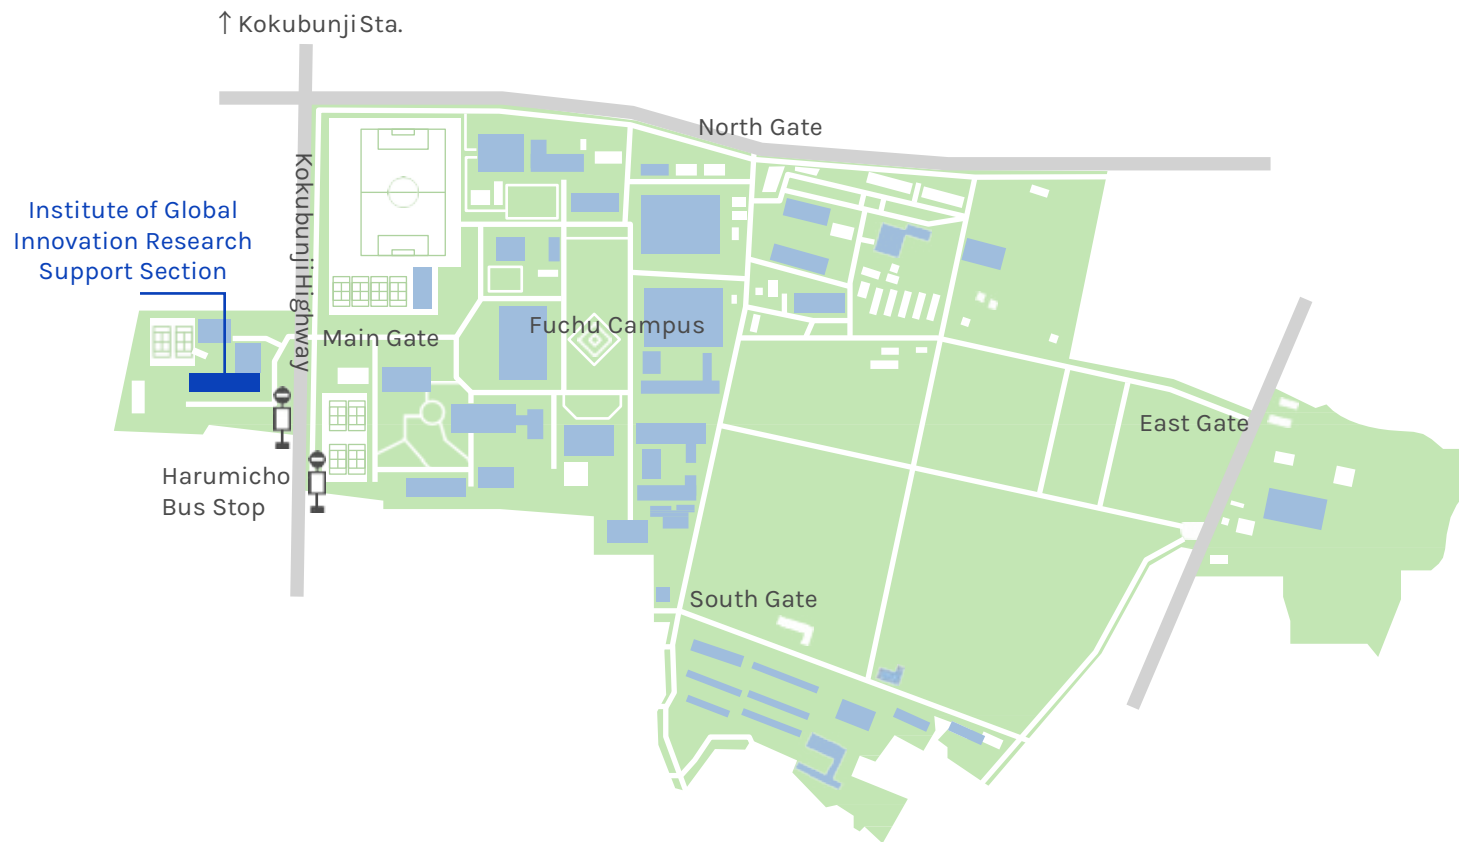 ↑ Kokubunji Sta.
North Gate
Kokubunji Highway
Institute of Global
Innovation Research
Support Section
Main Gate
Fuchu Campus
East Gate
Harumicho
Bus Stop
South Gate